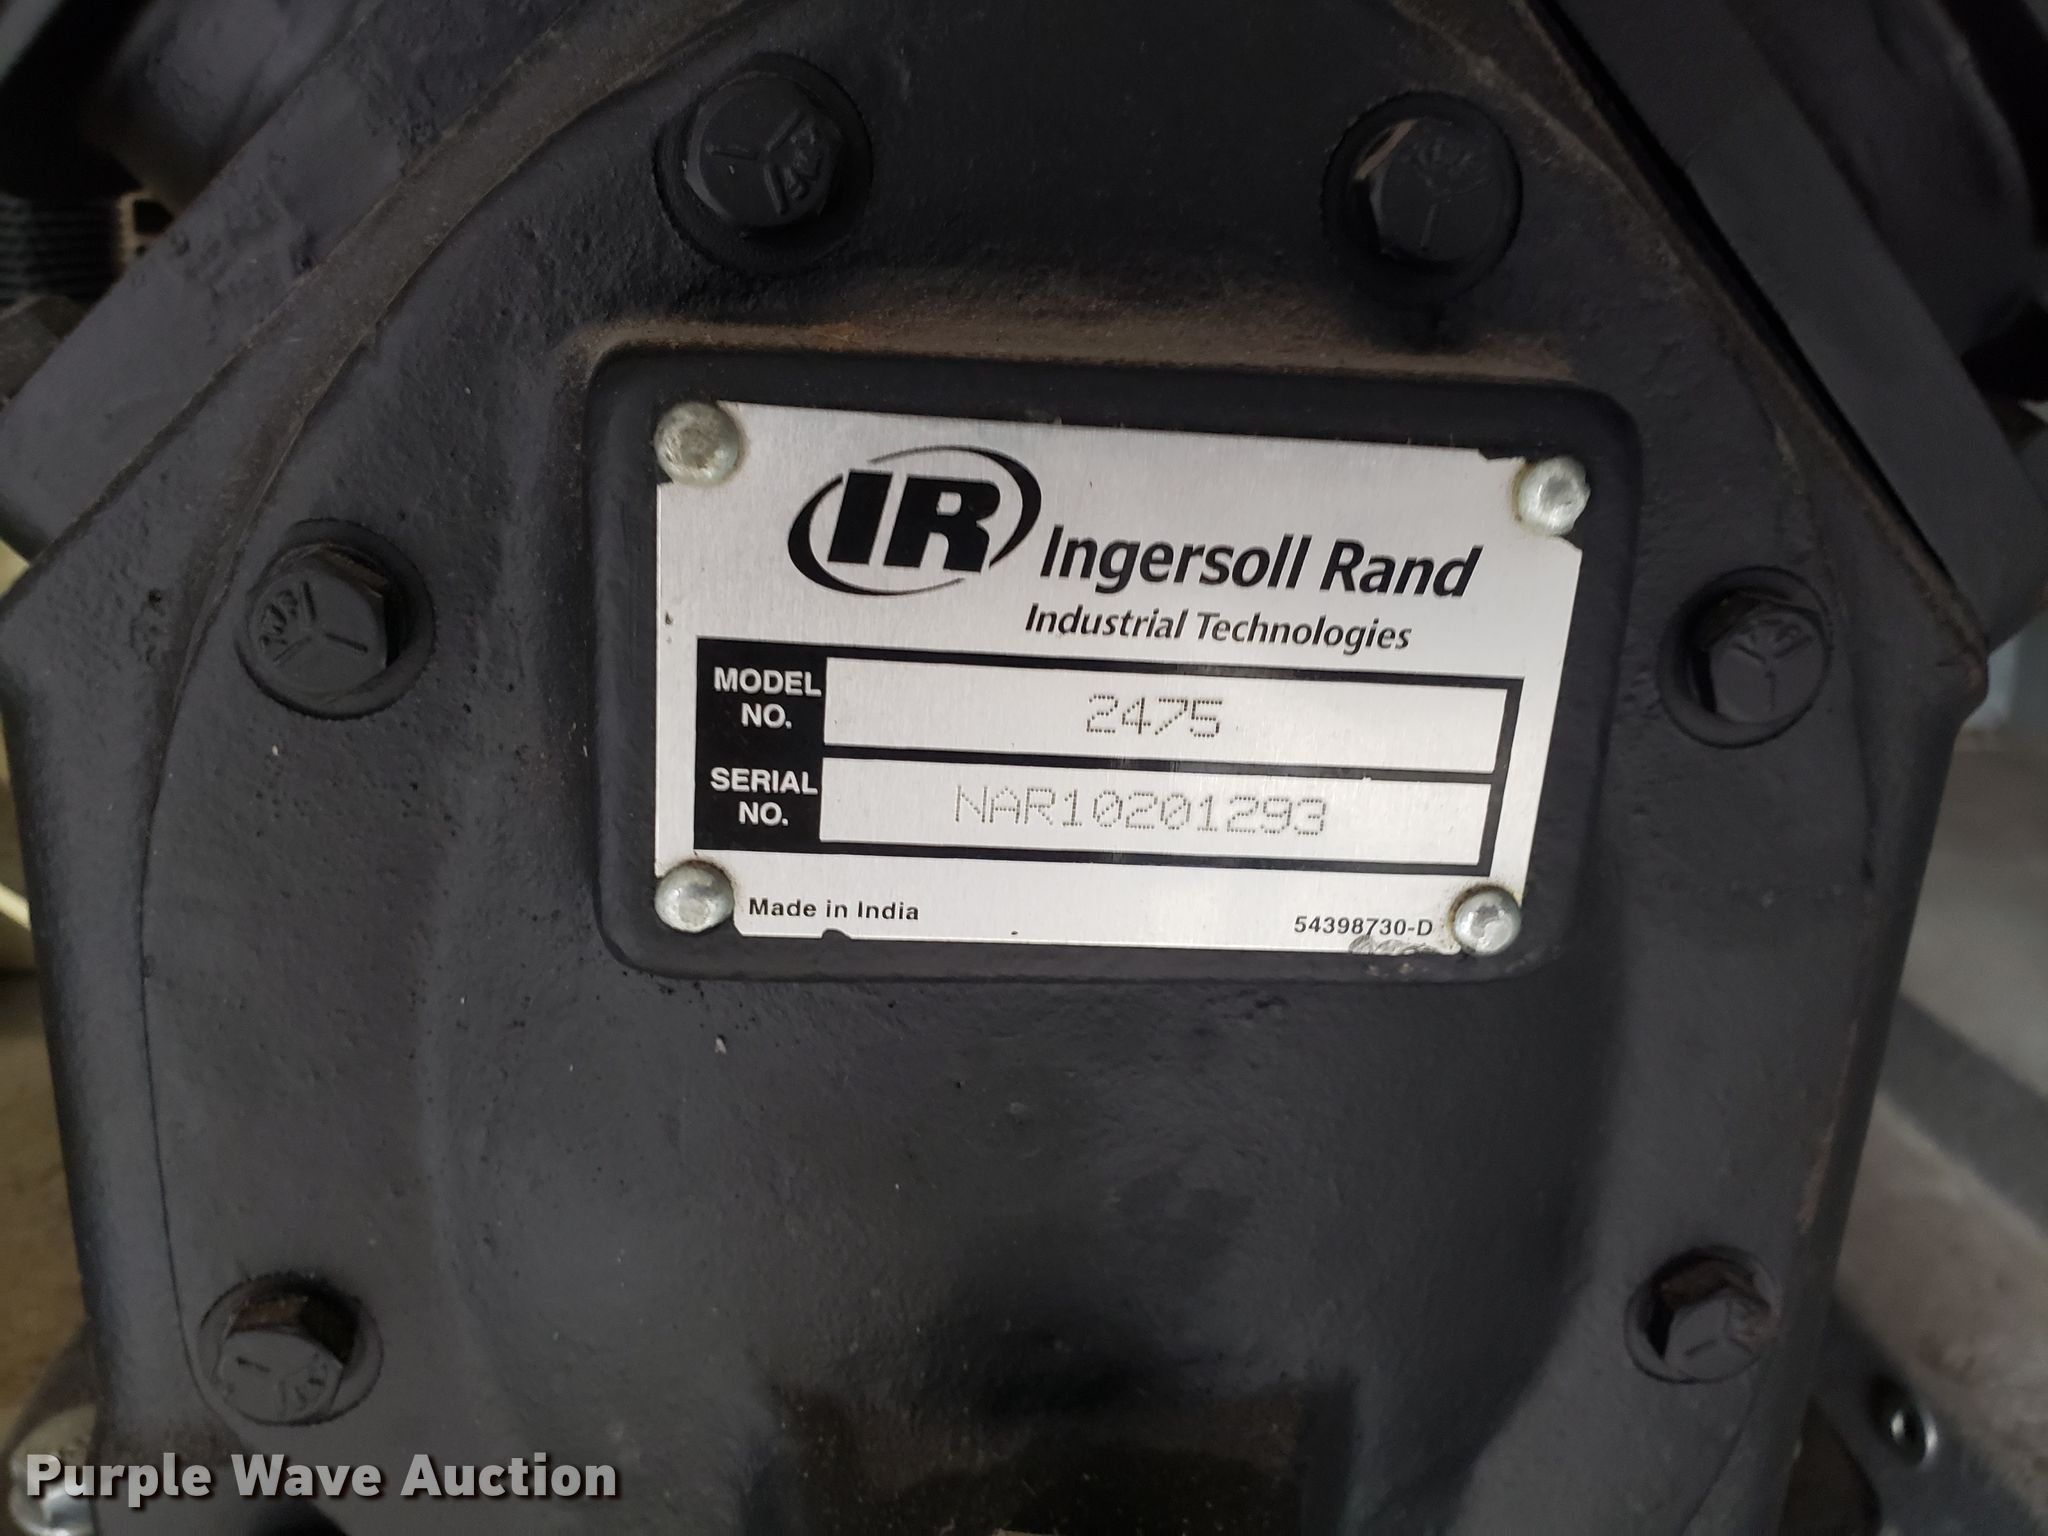 IR Ingersoll Rand
Industrial Technologies
MODEL NO. 2475
SERIAL NO. NAR10201293
Made in India 54398730-D
Purple Wave Auction